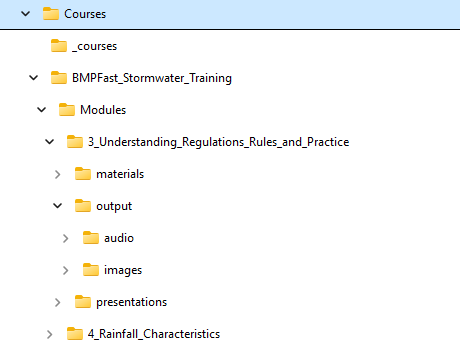 Courses
_courses
BMPFast_Stormwater_Training
Modules
3_Understanding_Regulations_Rules_and_Practice
materials
output
audio
images
presentations
4_Rainfall_Characteristics